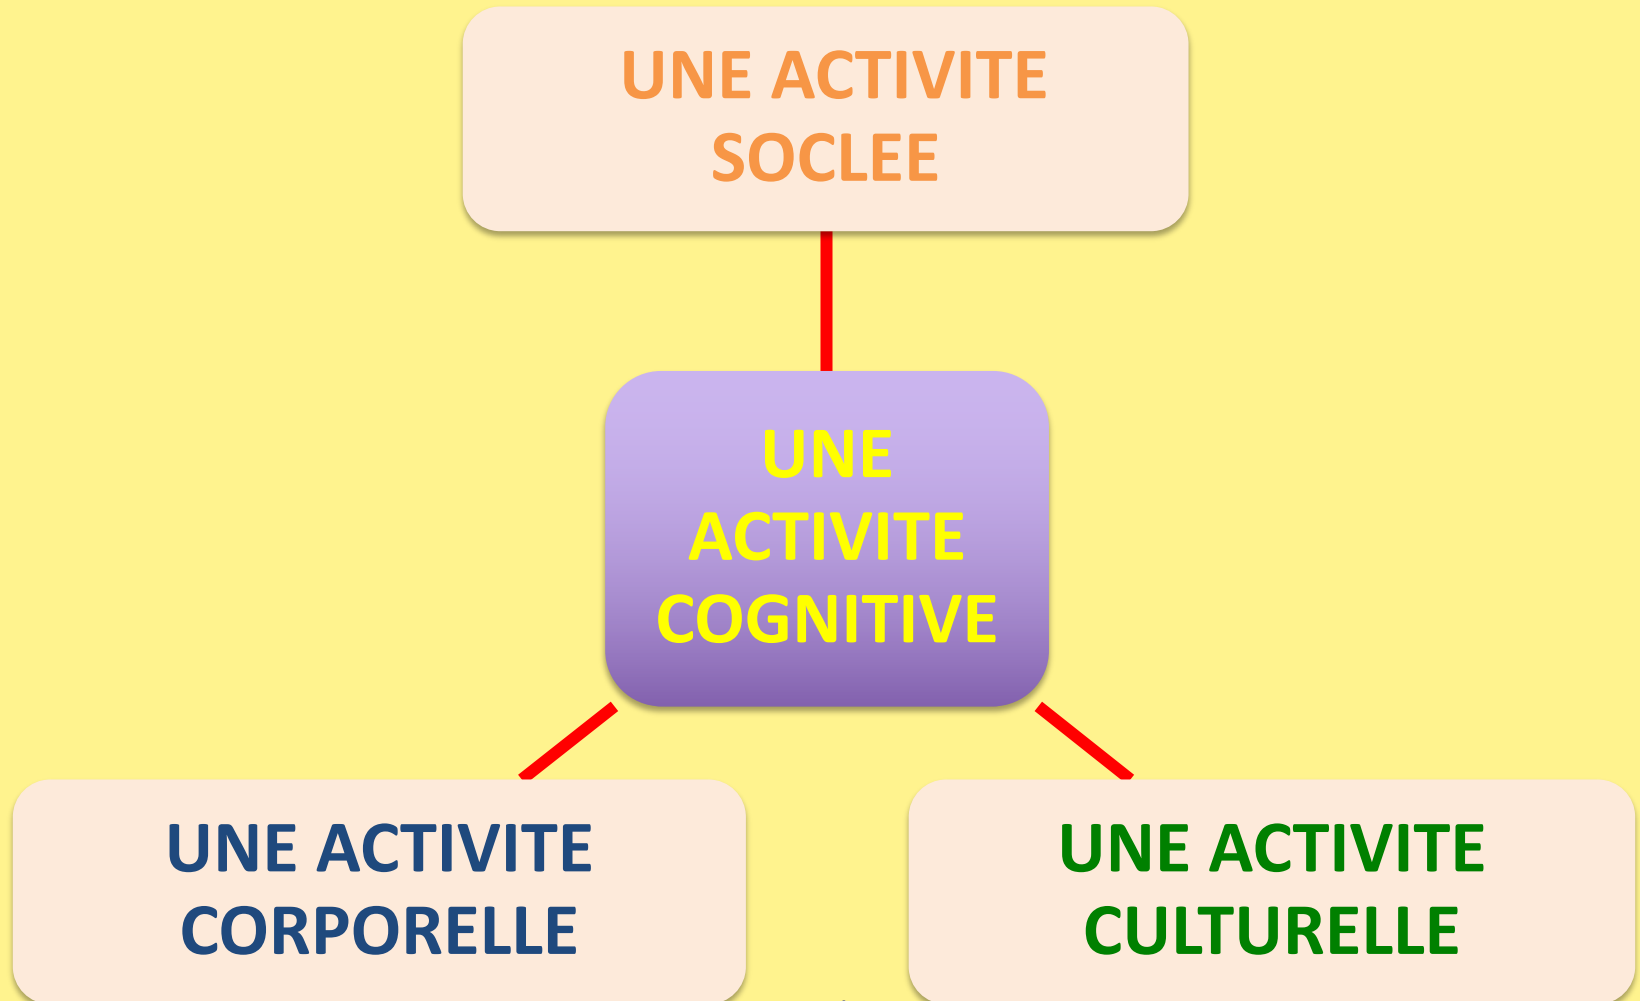 UNE ACTIVITE
SOCLEE
UNE
ACTIVITE
COGNITIVE
UNE ACTIVITE
CORPORELLE
UNE ACTIVITE
CULTURELLE